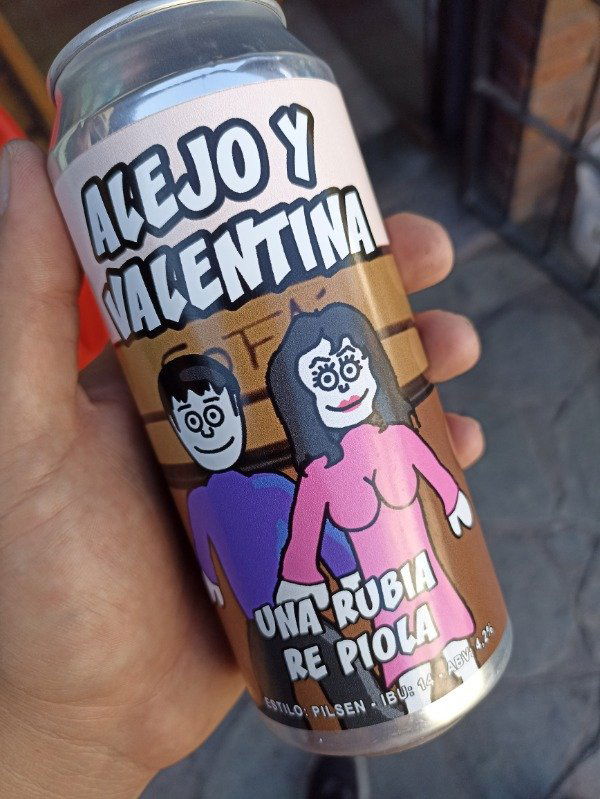 ALEJO Y
VALENTINA
UNA RUBIA
RE PIOLA
ESTILO: PILSEN - IBU: 14 - ABV: 4,2%